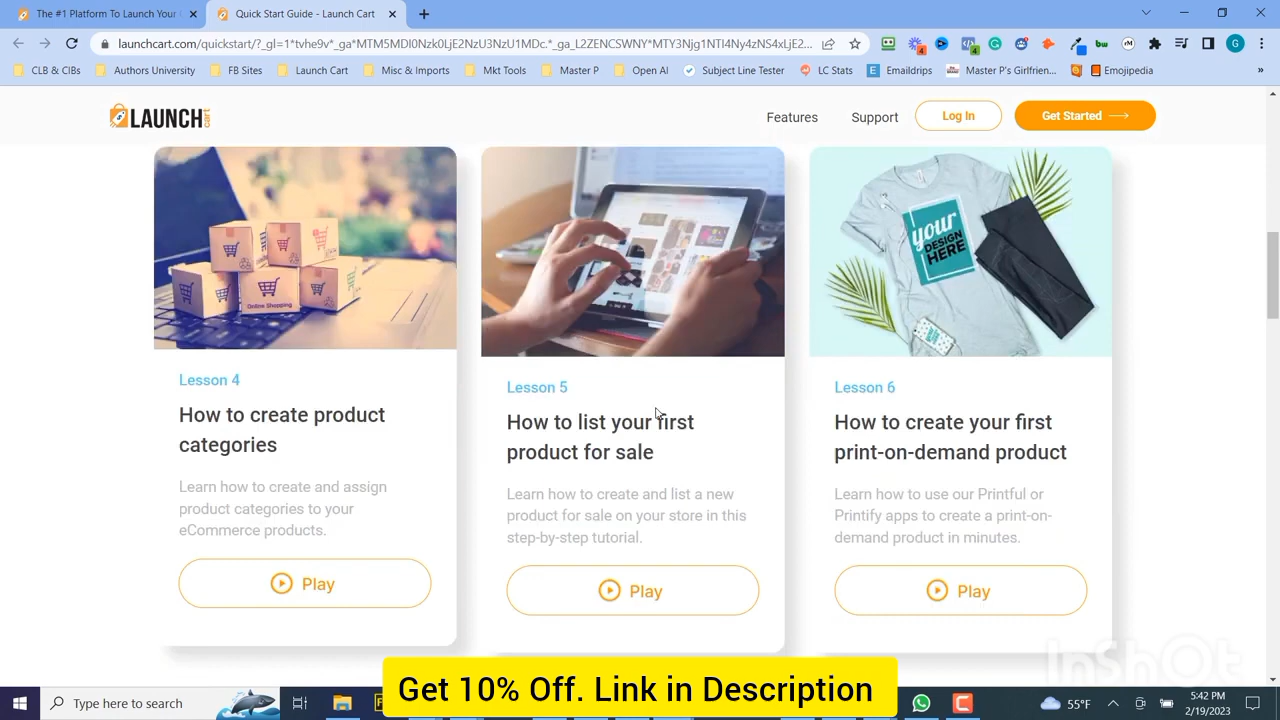 The #1 Platform To Launch Your
Quick Start Guide - Launch Cart
launchcart.com/quickstart/?_gl=1*tvhe9v*_ga*MTM5MDI0Nzk0LjE2NzU3NzU1MDc.*_ga_L2ZENCSWNY*MTY3Njg1NTI4Ny4zNS4xLjE2...
CLB & CIBs
Authors University
FB Sites
Launch Cart
Misc & Imports
Mkt Tools
Master P
Open AI
Subject Line Tester
LC Stats
Emaildrips
Master P's Girlfrien...
Emojipedia
LAUNCH cart
Features
Support
Log In
Get Started
your
DESIGN
HERE
Online Shopping
Lesson 4
How to create product
categories
Learn how to create and assign
product categories to your
eCommerce products.
Play
Lesson 5
How to list your first
product for sale
Learn how to create and list a new
product for sale on your store in this
step-by-step tutorial.
Play
Lesson 6
How to create your first
print-on-demand product
Learn how to use our Printful or
Printify apps to create a print-on-
demand product in minutes.
Play
InShOt
Get 10% Off. Link in Description
Type here to search
55°F
5:42 PM
2/19/2023